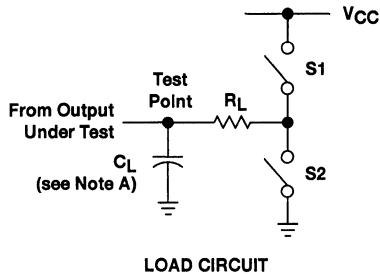 VCC
S1
Test
Point
RL
From Output
Under Test
CL
(see Note A)
S2
LOAD CIRCUIT